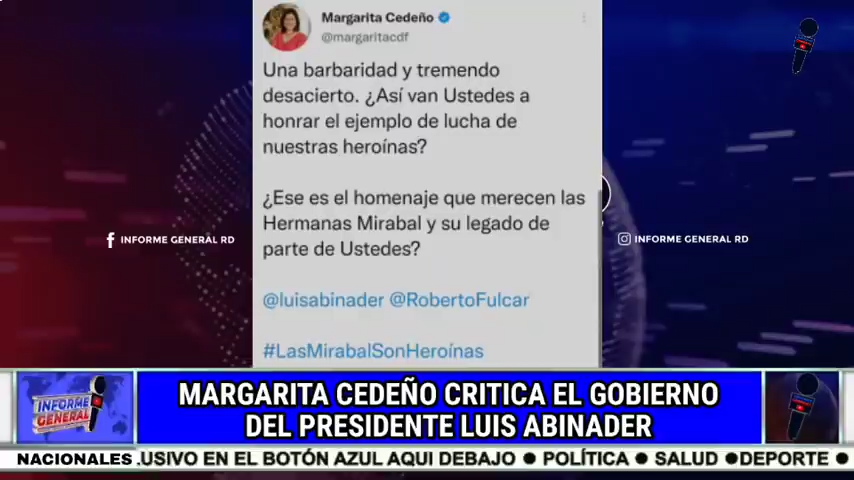 Margarita Cedeño
@margaritacdf
Una barbaridad y tremendo
desacierto. ¿Así van Ustedes a
honrar el ejemplo de lucha de
nuestras heroínas?
¿Ese es el homenaje que merecen las
Hermanas Mirabal y su legado de
parte de Ustedes?
@luisabinader @RobertoFulcar
#LasMirabalSonHeroínas
INFORME GENERAL RD
INFORME GENERAL RD
INFORME
GENERAL
MARGARITA CEDEÑO CRITICA EL GOBIERNO
DEL PRESIDENTE LUIS ABINADER
NACIONALES .USIVO EN EL BOTÓN AZUL AQUI DEBAJO ● POLÍTICA ● SALUD ●DEPORTE ●